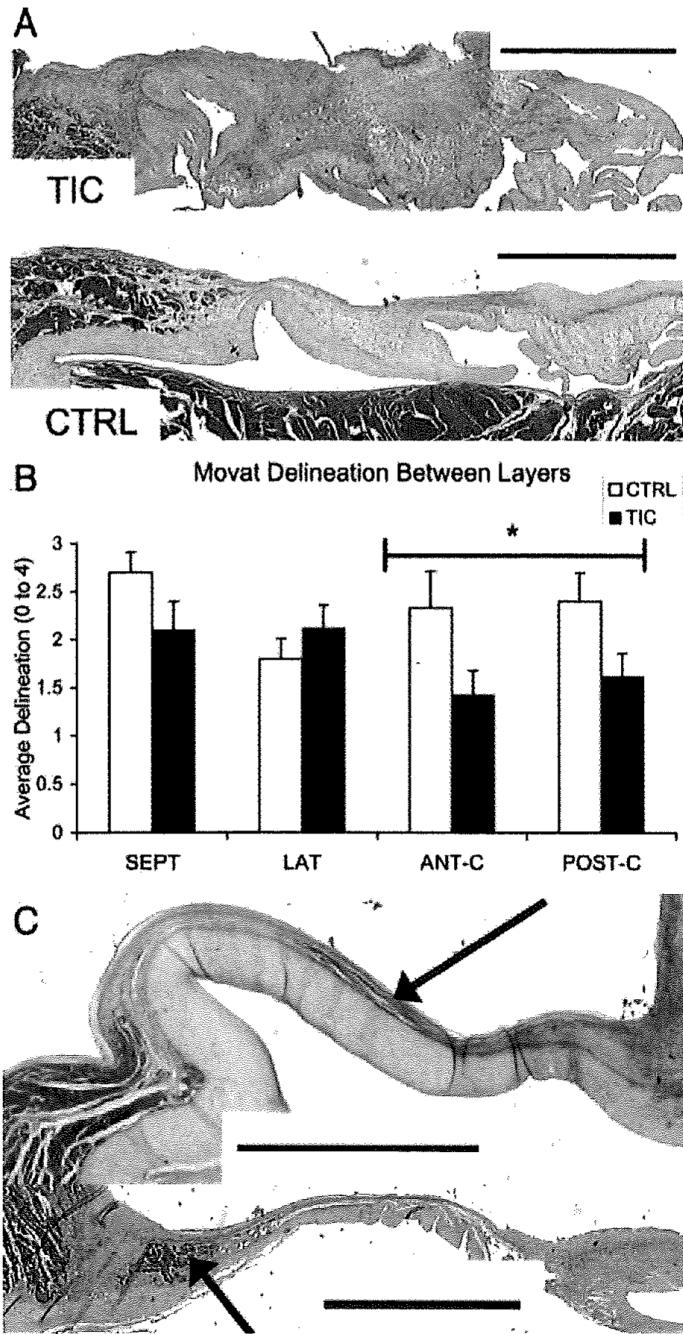 A
TIC
CTRL
B
Movat Delineation Between Layers
CTRL
TIC
*
Average Delineation (0 to 4)
3
2.5
2
1.5
1
0.5
0
SEPT
LAT
ANT-C
POST-C
C